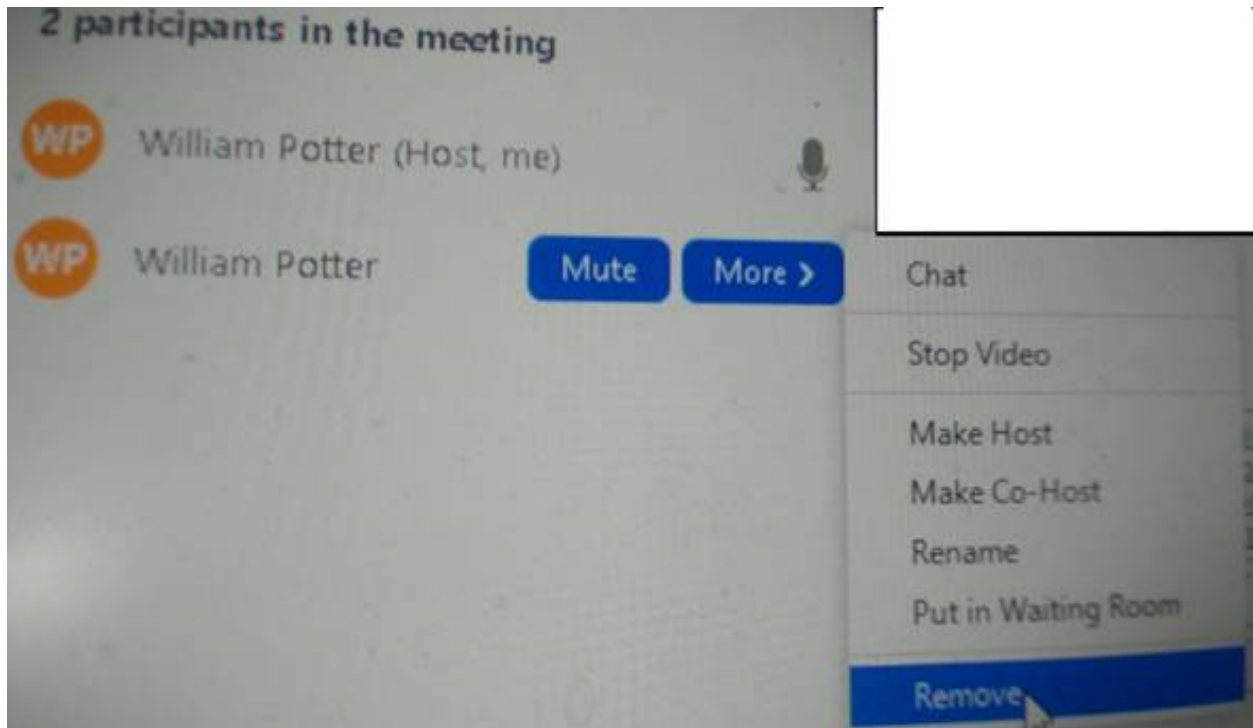 2 participants in the meeting
WP William Potter (Host, me)
WP William Potter Mute More >
Chat
Stop Video
Make Host
Make Co-Host
Rename
Put in Waiting Room
Remove